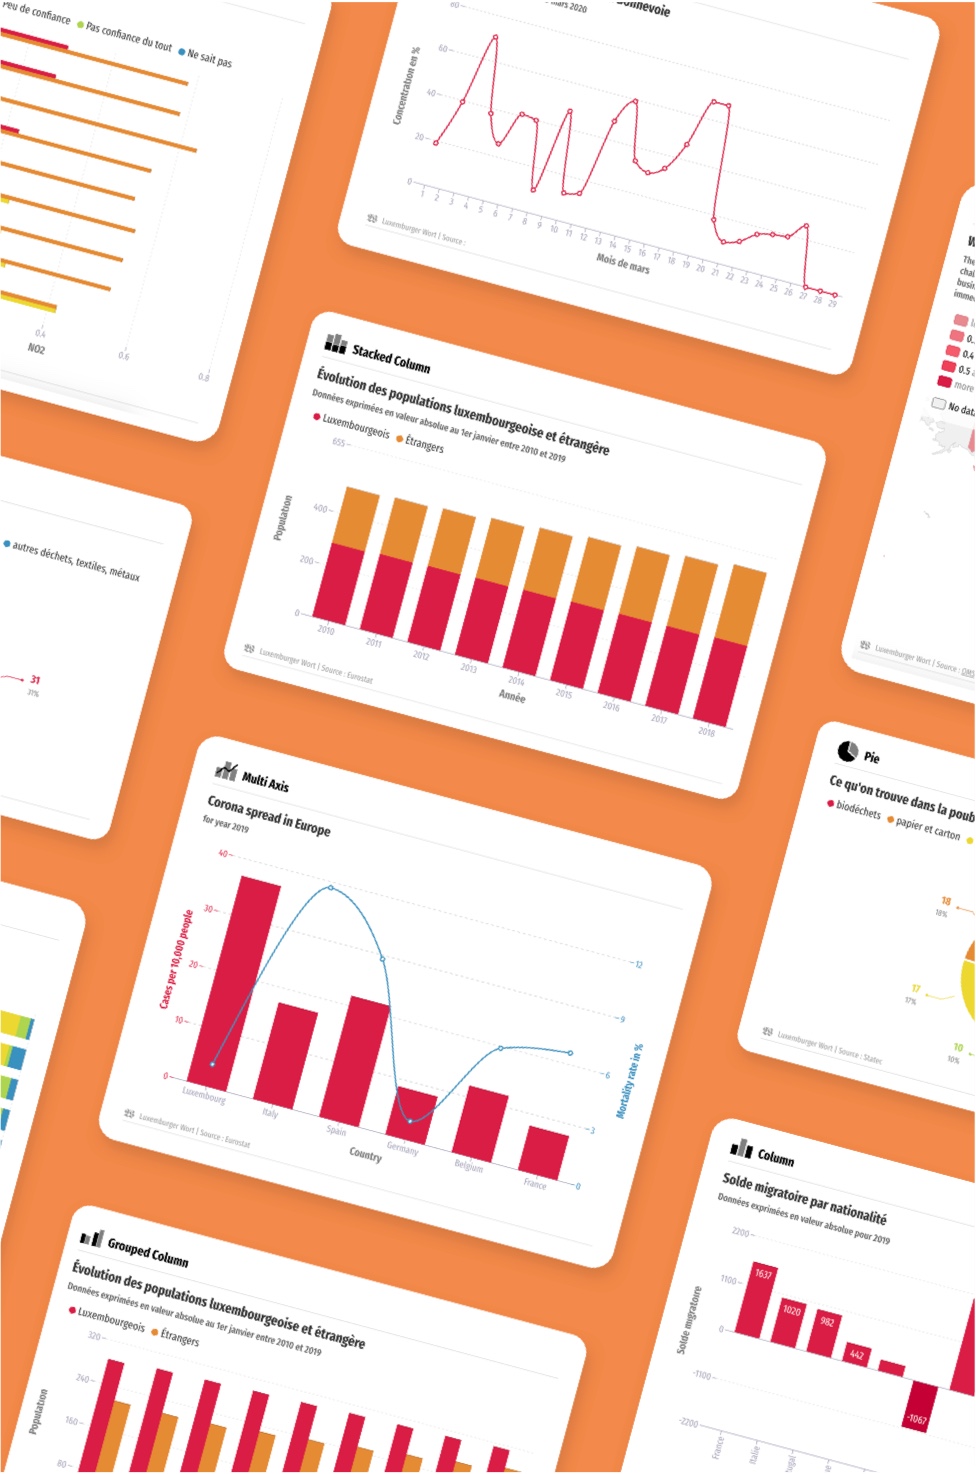 Peu de confiance
Pas confiance du tout
Ne sait pas
0.4
0.6
0.8
NO2
mars 2020
Bonnevoie
80
60
40
20
0
Concentration en %
1 2 3 4 5 6 7 8 9 10 11 12 13 14 15 16 17 18 19 20 21 22 23 24 25 26 27 28 29
Mois de mars
Luxemburger Wort | Source :
Stacked Column
Évolution des populations luxembourgeoise et étrangère
Données exprimées en valeur absolue au 1er janvier entre 2010 et 2019
Luxembourgeois
Étrangers
655
400
200
0
Population
2010 2011 2012 2013 2014 2015 2016 2017 2018
Année
Luxemburger Wort | Source : Eurostat
W
The
chal
busin
imme
0.
0.4
0.5
more
No data
Luxemburger Wort | Source : OMS
autres déchets, textiles, métaux
31
31%
Multi Axis
Corona spread in Europe
for year 2019
40
30
20
10
0
Cases per 10,000 people
12
9
6
3
0
Mortality rate in %
Luxembourg Italy Spain Germany Belgium France
Country
Luxemburger Wort | Source : Eurostat
Pie
Ce qu'on trouve dans la poub
biodéchets
papier et carton
18
18%
17
17%
10
10%
Luxemburger Wort | Source : Statec
Grouped Column
Évolution des populations luxembourgeoise et étrangère
Données exprimées en valeur absolue au 1er janvier entre 2010 et 2019
Luxembourgeois
Étrangers
320
240
160
80
Population
Column
Solde migratoire par nationalité
Données exprimées en valeur absolue pour 2019
2200
1100
0
-1100
-2200
Solde migratoire
1637
1020
982
442
-1067
France
Italie
tugal